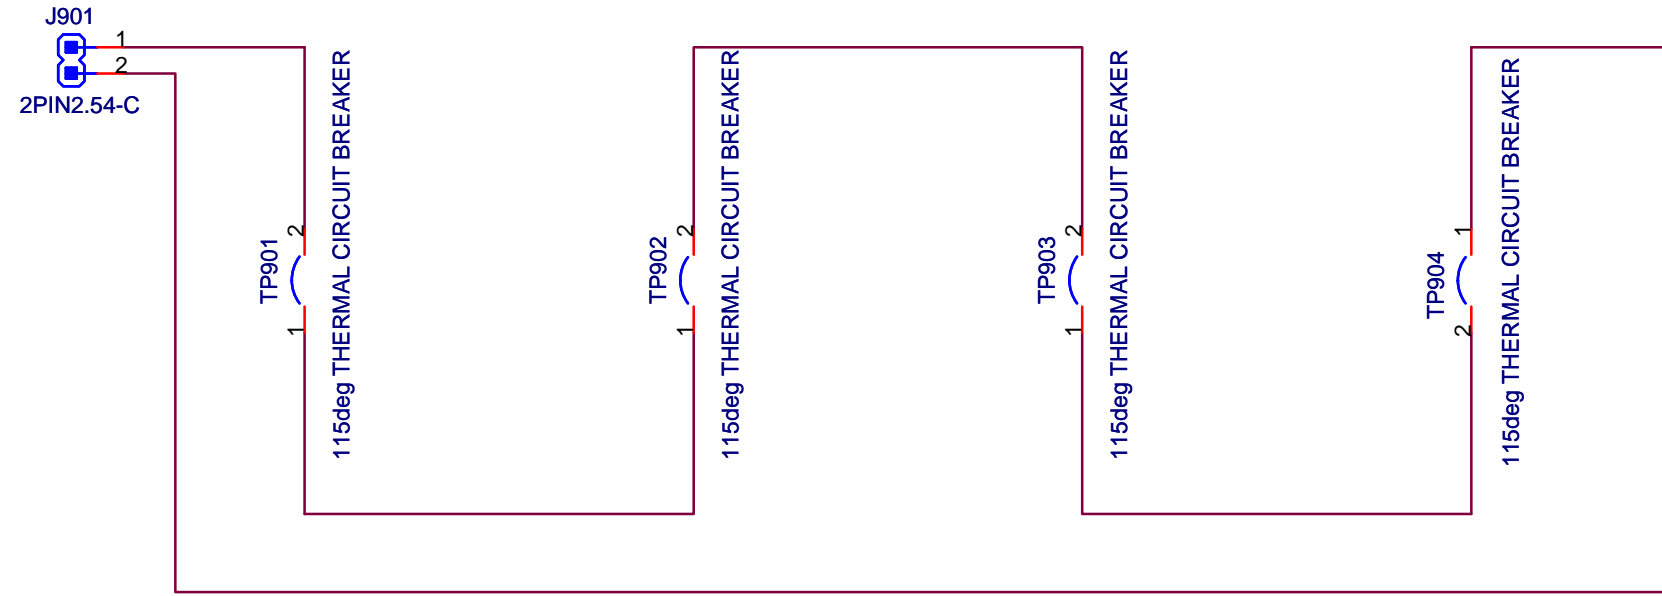 J901
1
2
2PIN2.54-C
TP901
2
1
115deg THERMAL CIRCUIT BREAKER
TP902
2
1
115deg THERMAL CIRCUIT BREAKER
TP903
2
1
115deg THERMAL CIRCUIT BREAKER
TP904
1
2
115deg THERMAL CIRCUIT BREAKER